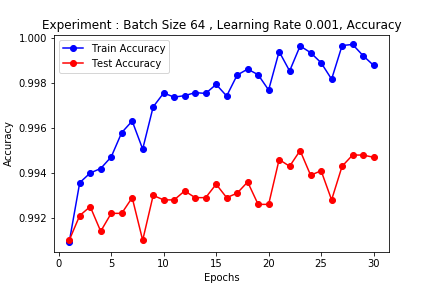 Experiment : Batch Size 64 , Learning Rate 0.001, Accuracy
1.000
0.998
0.996
0.994
0.992
Accuracy
Train Accuracy
Test Accuracy
0 5 10 15 20 25 30
Epochs